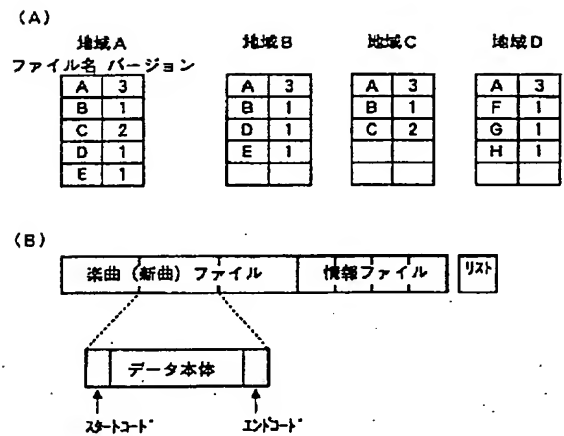 (A)
地域A 地域B 地域C 地域D
ファイル名 バージョン
A 3 A 3 A 3 A 3
B 1 B 1 B 1 F 1
C 2 D 1 C 2 G 1
D 1 E 1 H 1
E 1
(B)
楽曲(新曲)ファイル 情報ファイル リスト
データ本体
スタートコード エンドコード